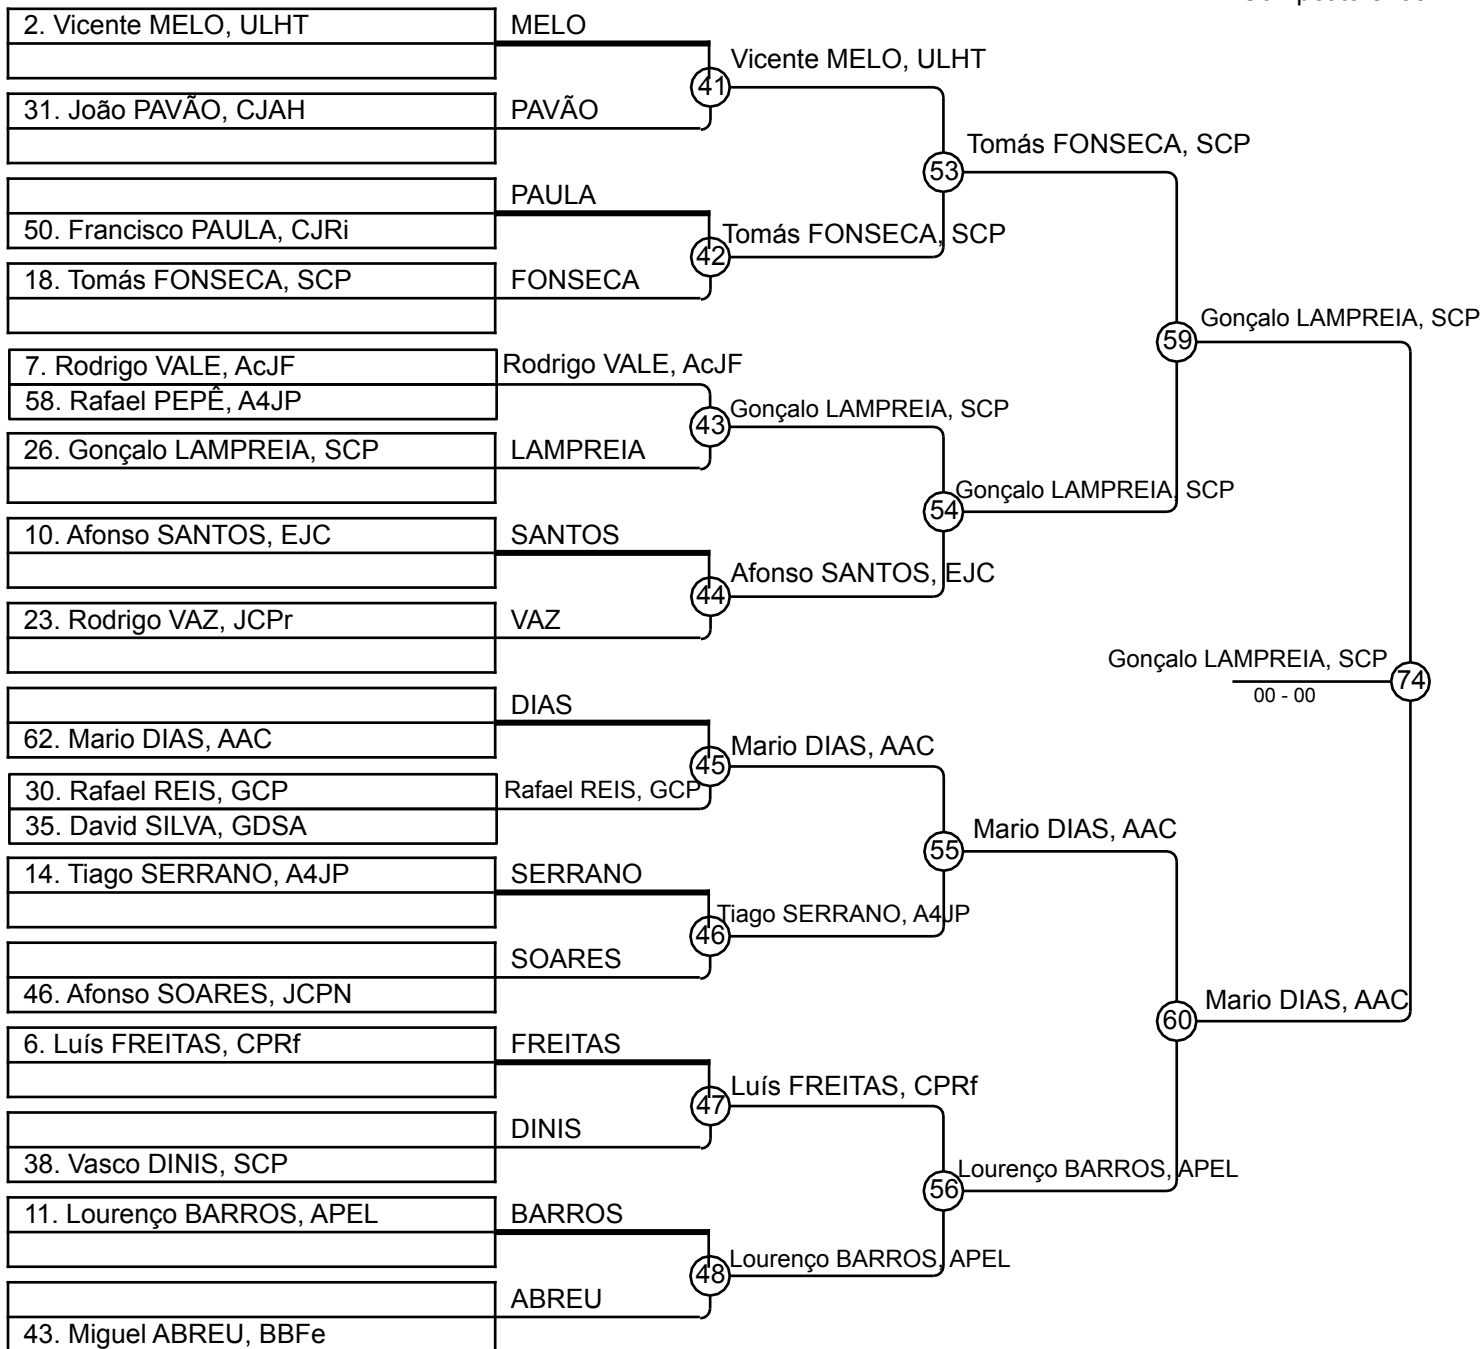 2. Vicente MELO, ULHT
MELO
Vicente MELO, ULHT
41
31. João PAVÃO, CJAH
PAVÃO
Tomás FONSECA, SCP
53
PAULA
50. Francisco PAULA, CJRi
Tomás FONSECA, SCP
42
18. Tomás FONSECA, SCP
FONSECA
Gonçalo LAMPREIA, SCP
59
7. Rodrigo VALE, AcJF
Rodrigo VALE, AcJF
58. Rafael PEPÊ, A4JP
Gonçalo LAMPREIA, SCP
43
26. Gonçalo LAMPREIA, SCP
LAMPREIA
Gonçalo LAMPREIA, SCP
54
10. Afonso SANTOS, EJC
SANTOS
Afonso SANTOS, EJC
44
23. Rodrigo VAZ, JCPr
VAZ
Gonçalo LAMPREIA, SCP
74
00 - 00
DIAS
62. Mario DIAS, AAC
Mario DIAS, AAC
45
30. Rafael REIS, GCP
Rafael REIS, GCP
35. David SILVA, GDSA
Mario DIAS, AAC
55
14. Tiago SERRANO, A4JP
SERRANO
Tiago SERRANO, A4JP
46
SOARES
46. Afonso SOARES, JCPN
Mario DIAS, AAC
60
6. Luís FREITAS, CPRf
FREITAS
Luís FREITAS, CPRf
47
DINIS
38. Vasco DINIS, SCP
Lourenço BARROS, APEL
56
11. Lourenço BARROS, APEL
BARROS
Lourenço BARROS, APEL
48
ABREU
43. Miguel ABREU, BBFe